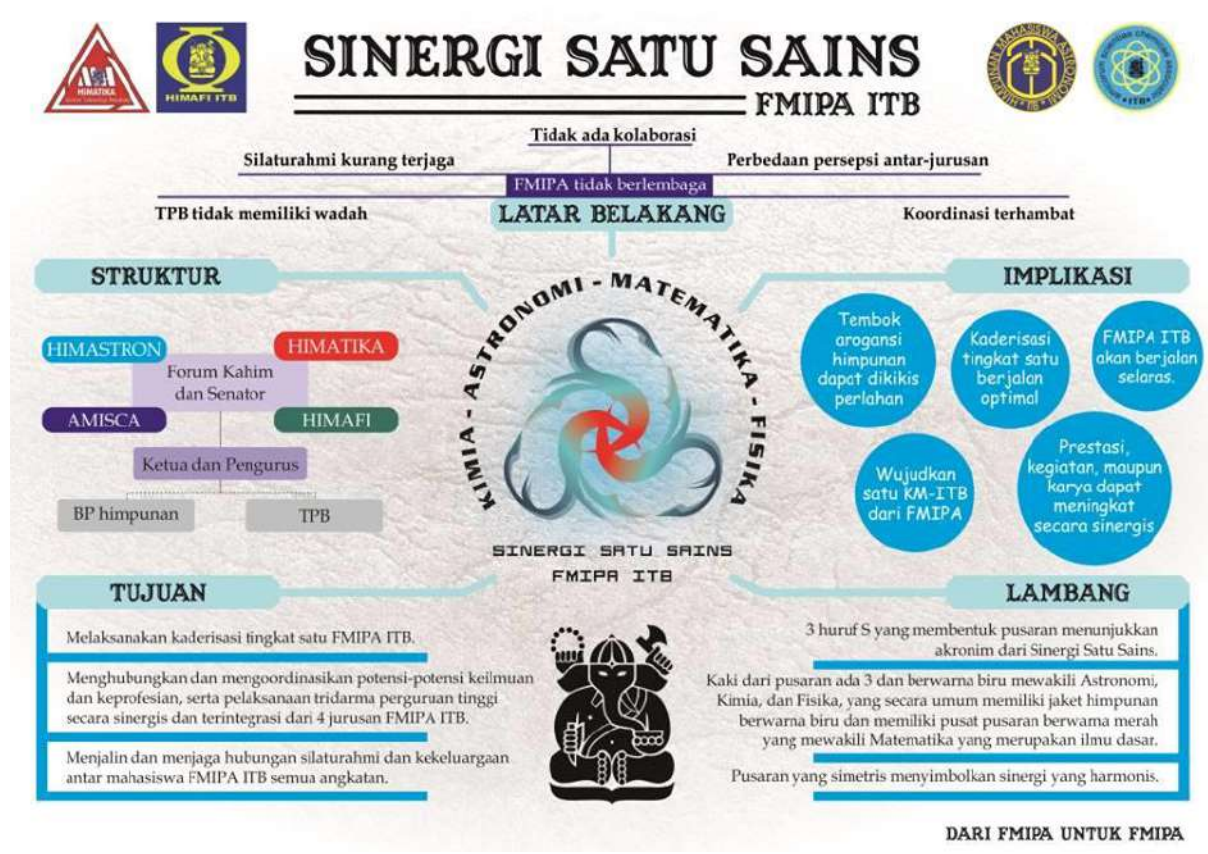 SINERGI SATU SAINS
FMIPA ITB
HIMATIKA
HIMAFI ITB
HIMPUNAN MAHASISWA ASTRONOMI
ITB
Tidak ada kolaborasi
Silaturahmi kurang terjaga
Perbedaan persepsi antar-jurusan
FMIPA tidak berlembaga
TPB tidak memiliki wadah
Koordinasi terhambat
LATAR BELAKANG
STRUKTUR
HIMASTRON
HIMATIKA
Forum Kahim
dan Senator
AMISCA
HIMAFI
Ketua dan Pengurus
BP himpunan
TPB
KIMIA - ASTRONOMI - MATEMATIKA - FISIKA
SINERGI SATU SAINS
FMIPA ITB
IMPLIKASI
Tembok
arogansi
himpunan
dapat dikikis
perlahan
Kaderisasi
tingkat satu
berjalan
optimal
FMIPA ITB
akan berjalan
selaras.
Wujudkan
satu KM-ITB
dari FMIPA
Prestasi,
kegiatan, maupun
karya dapat
meningkat
secara sinergis
TUJUAN
Melaksanakan kaderisasi tingkat satu FMIPA ITB.
Menghubungkan dan mengoordinasikan potensi-potensi keilmuan
dan keprofesian, serta pelaksanaan tridarma perguruan tinggi
secara sinergis dan terintegrasi dari 4 jurusan FMIPA ITB.
Menjalin dan menjaga hubungan silaturahmi dan kekeluargaan
antar mahasiswa FMIPA ITB semua angkatan.
LAMBANG
3 huruf S yang membentuk pusaran menunjukkan
akronim dari Sinergi Satu Sains.
Kaki dari pusaran ada 3 dan berwarna biru mewakili Astronomi,
Kimia, dan Fisika, yang secara umum memiliki jaket himpunan
berwarna biru dan memiliki pusat pusaran berwarna merah
yang mewakili Matematika yang merupakan ilmu dasar.
Pusaran yang simetris menyimbolkan sinergi yang harmonis.
DARI FMIPA UNTUK FMIPA